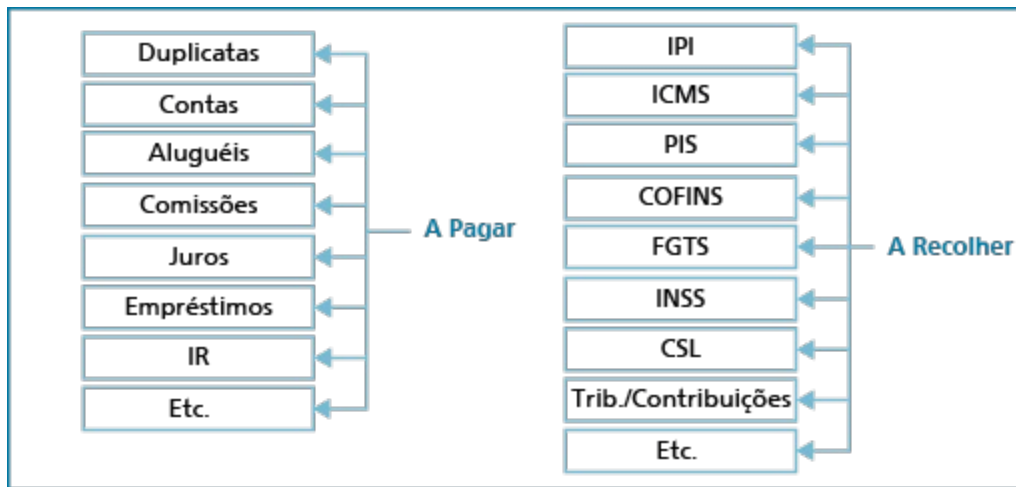 Duplicatas
Contas
Aluguéis
Comissões
Juros
Empréstimos
IR
Etc.
A Pagar
IPI
ICMS
PIS
COFINS
FGTS
INSS
CSL
Trib./Contribuições
Etc.
A Recolher